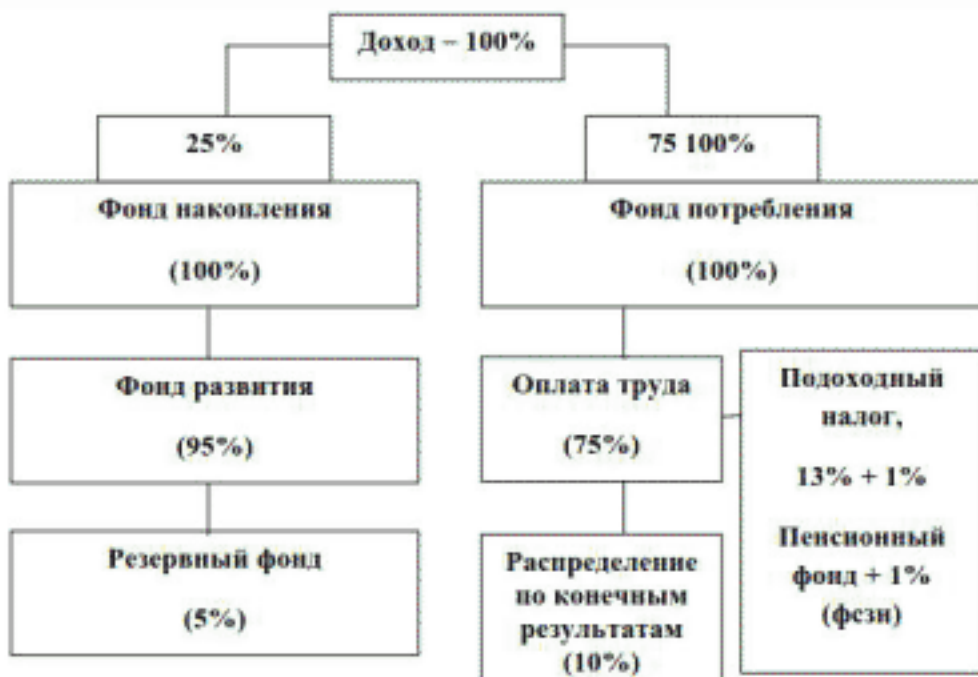 Доход – 100%
25%
75 100%
Фонд накопления
(100%)
Фонд потребления
(100%)
Фонд развития
(95%)
Оплата труда
(75%)
Подоходный
налог,
13% + 1%
Пенсионный
фонд + 1%
(фсзн)
Резервный фонд
(5%)
Распределение
по конечным
результатам
(10%)